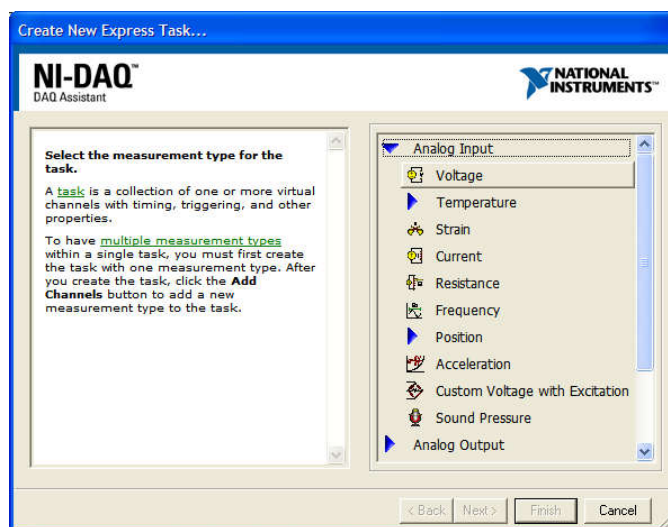 Create New Express Task...
NI-DAQ™
DAQ Assistant
NATIONAL
INSTRUMENTS™
Select the measurement type for the
task.
A task is a collection of one or more virtual
channels with timing, triggering, and other
properties.
To have multiple measurement types
within a single task, you must first create
the task with one measurement type. After
you create the task, click the Add
Channels button to add a new
measurement type to the task.
Analog Input
Voltage
Temperature
Strain
Current
Resistance
Frequency
Position
Acceleration
Custom Voltage with Excitation
Sound Pressure
Analog Output
< Back
Next >
Finish
Cancel